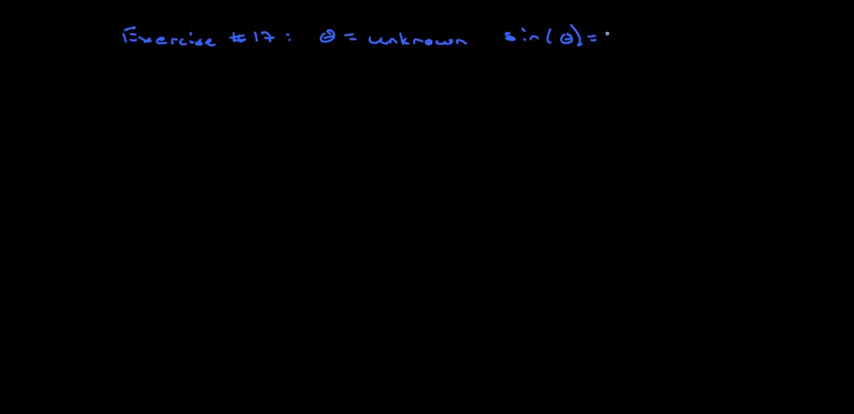 Exercise #17: θ = unknown sin(θ)=